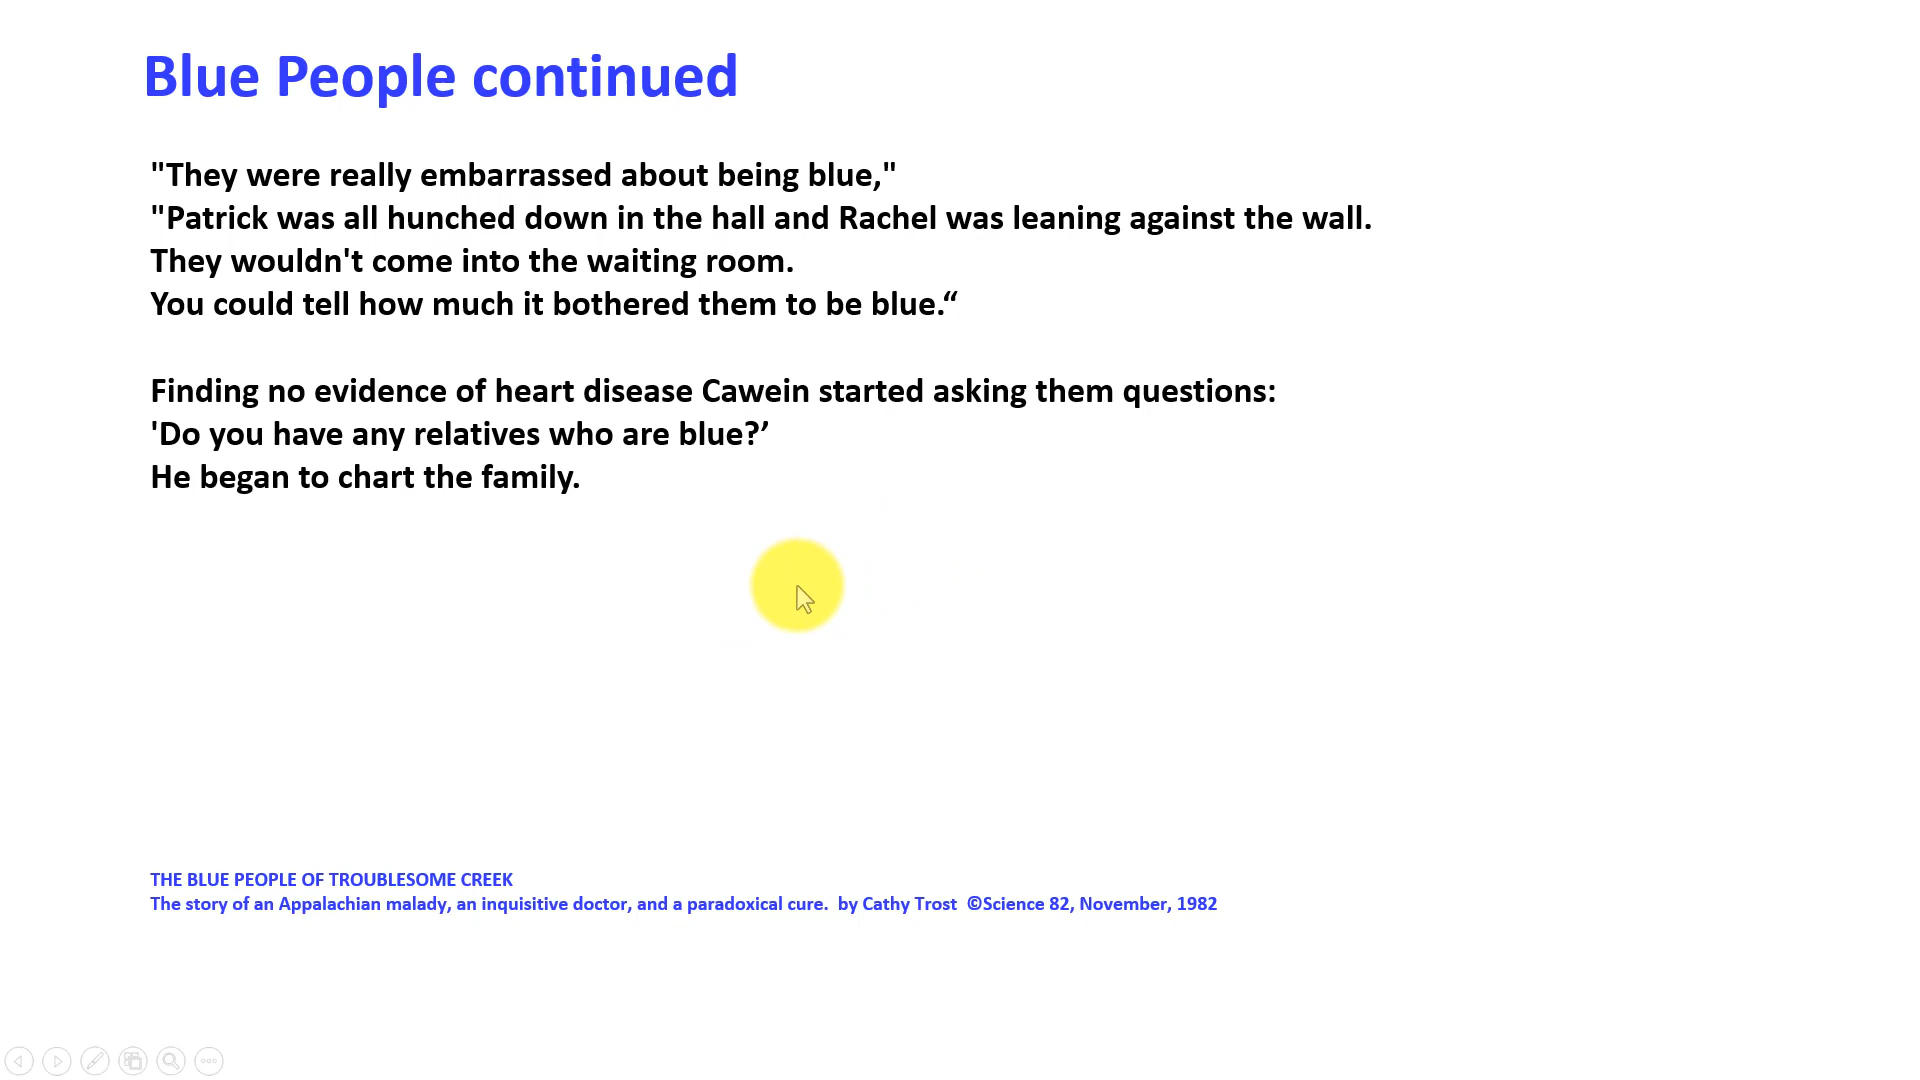 Blue People continued
"They were really embarrassed about being blue,"
"Patrick was all hunched down in the hall and Rachel was leaning against the wall.
They wouldn't come into the waiting room.
You could tell how much it bothered them to be blue.“
Finding no evidence of heart disease Cawein started asking them questions:
'Do you have any relatives who are blue?’
He began to chart the family.
THE BLUE PEOPLE OF TROUBLESOME CREEK
The story of an Appalachian malady, an inquisitive doctor, and a paradoxical cure.  by Cathy Trost  ©Science 82, November, 1982